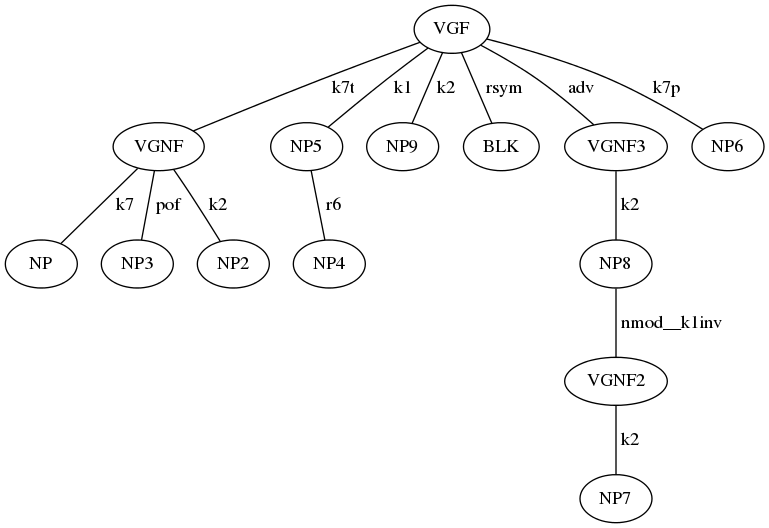 VGF
k7t k1 k2 rsym adv k7p
VGNF NP5 NP9 BLK VGNF3 NP6
k7 pof k2 r6 k2
NP NP3 NP2 NP4 NP8
nmod__k1inv
VGNF2
k2
NP7